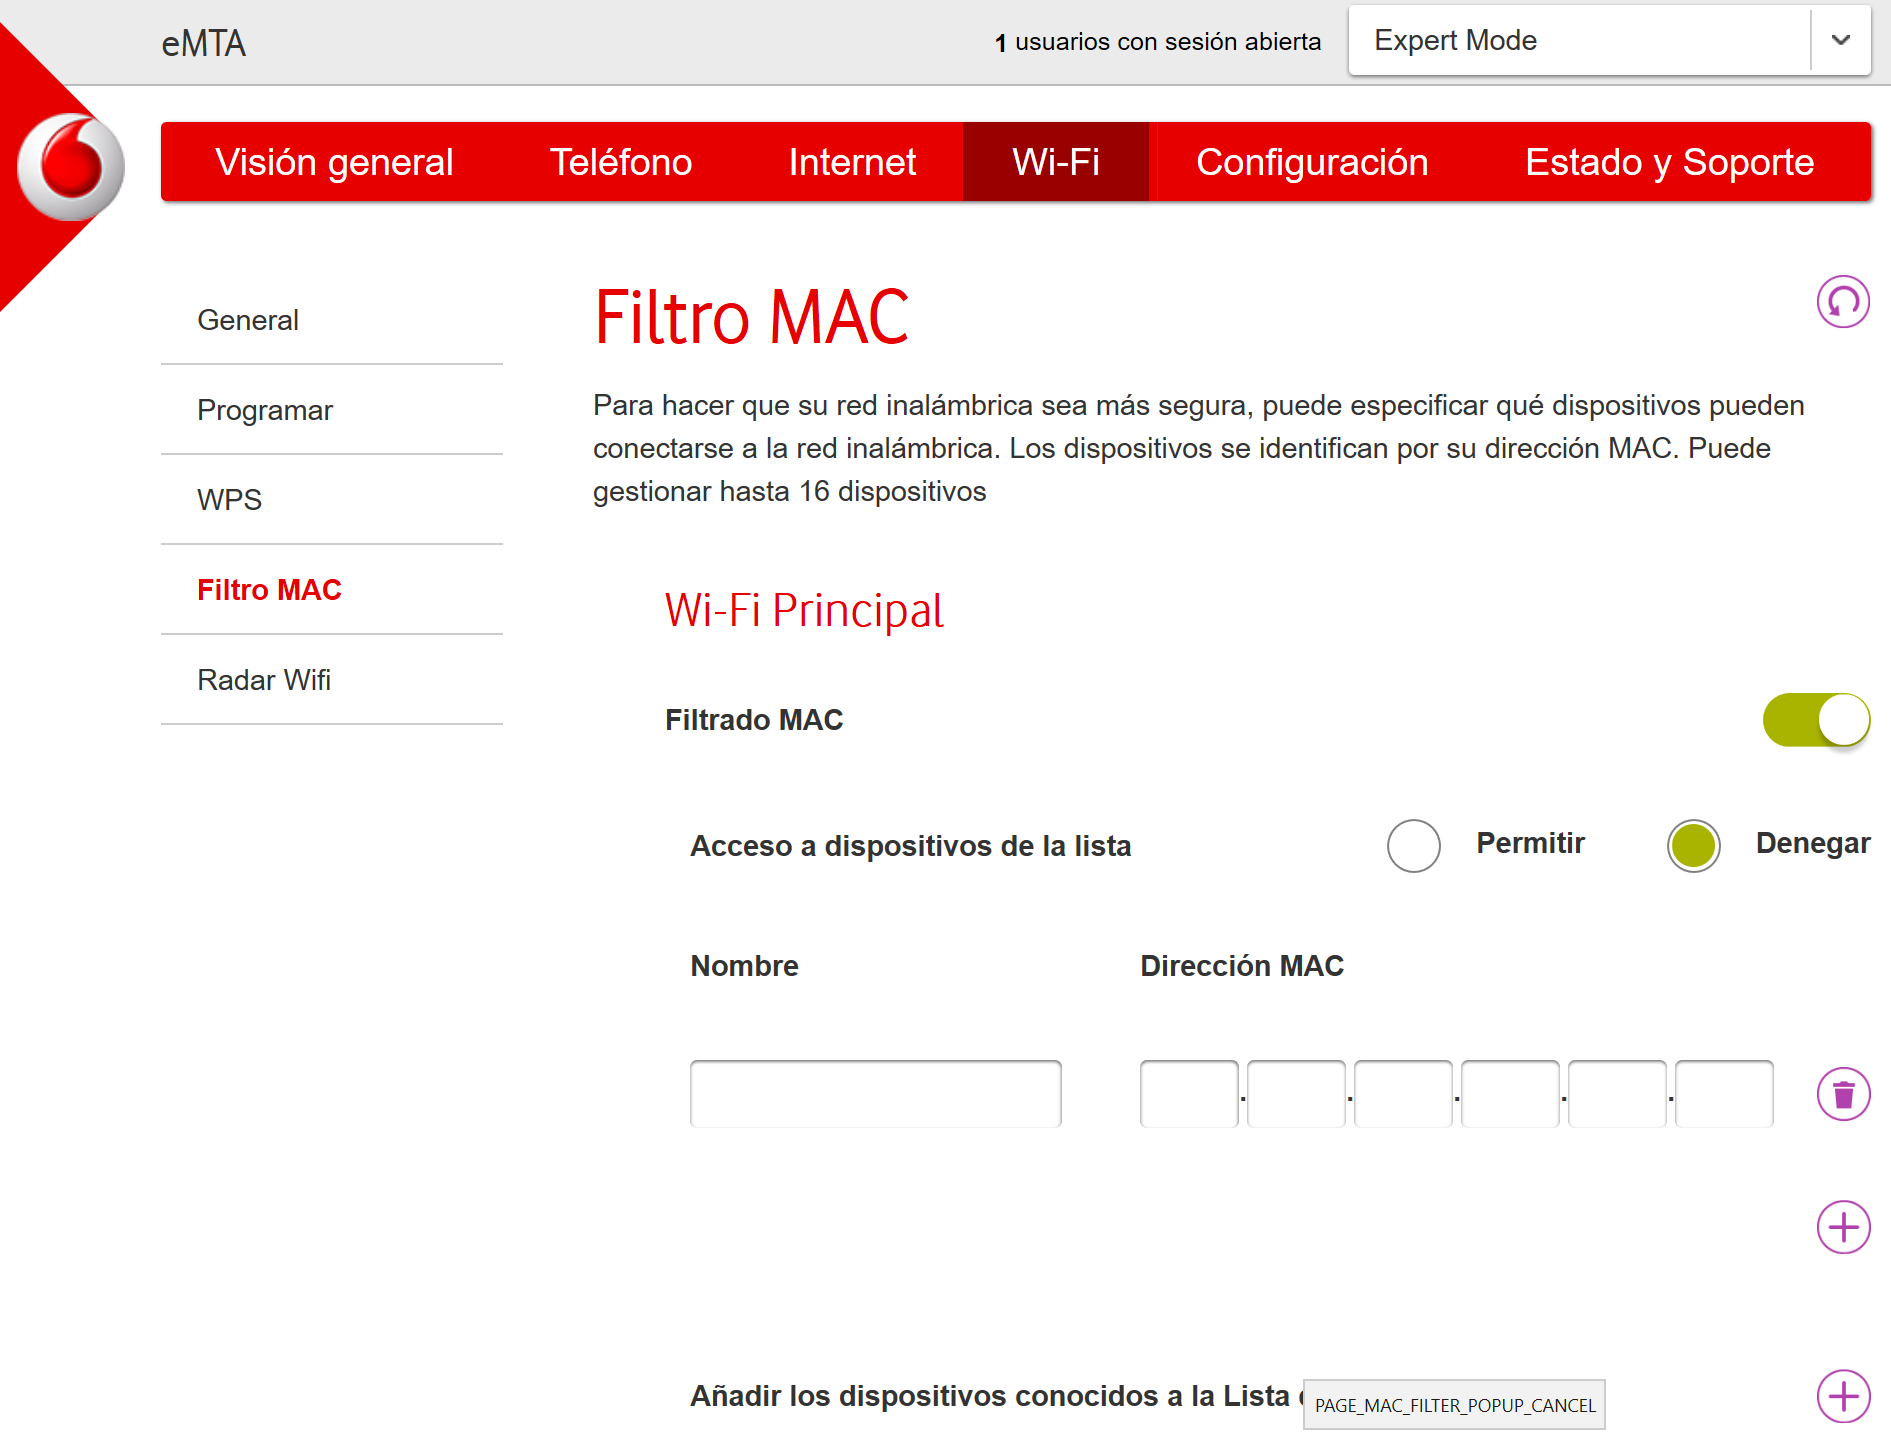 eMTA
1 usuarios con sesión abierta
Expert Mode
Visión general Teléfono Internet Wi-Fi Configuración Estado y Soporte
General
Programar
WPS
Filtro MAC
Radar Wifi
Filtro MAC
Para hacer que su red inalámbrica sea más segura, puede especificar qué dispositivos pueden
conectarse a la red inalámbrica. Los dispositivos se identifican por su dirección MAC. Puede
gestionar hasta 16 dispositivos
Wi-Fi Principal
Filtrado MAC
Acceso a dispositivos de la lista Permitir Denegar
Nombre Dirección MAC
. . . . .
Añadir los dispositivos conocidos a la Lista
PAGE_MAC_FILTER_POPUP_CANCEL